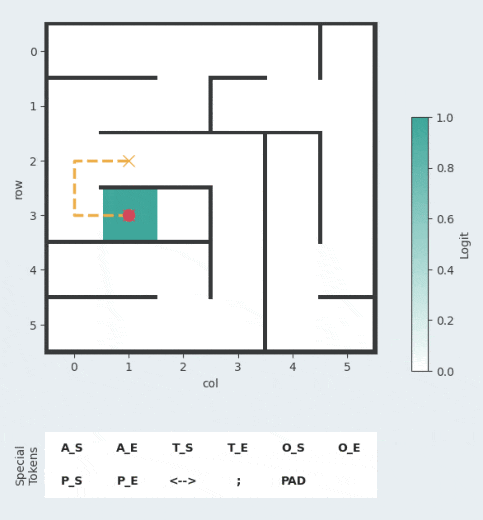 0
1
2
3
4
5
row
0 1 2 3 4 5
col
1.0
0.8
0.6
0.4
0.2
0.0
Logit
Special
Tokens
A_S A_E T_S T_E O_S O_E
P_S P_E <--> ; PAD